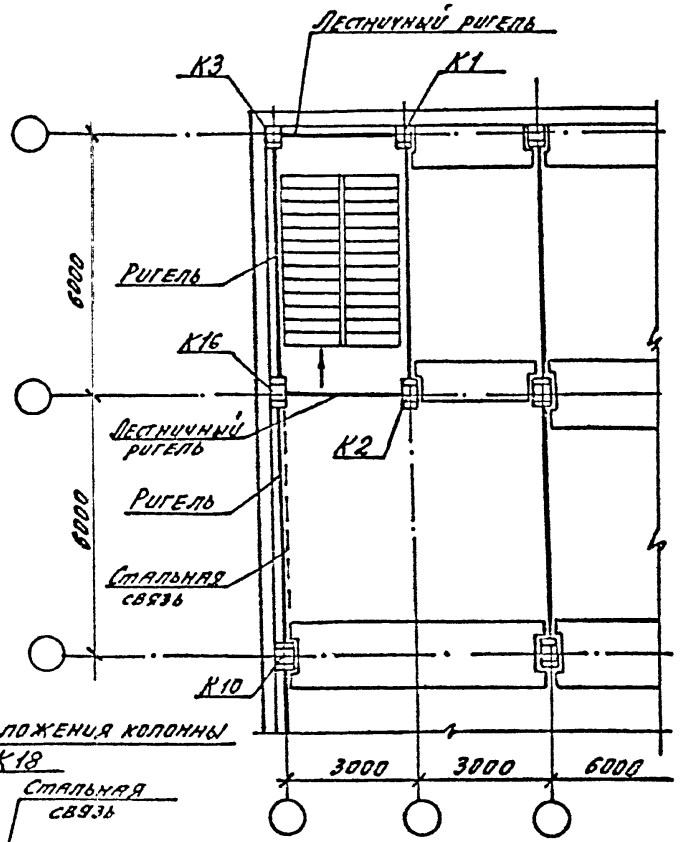 Лестничный ригель
К3
К1
6000
Ригель
К16
Лестничный
ригель
К2
Ригель
6000
Стальная
связь
К10
ложения колонны
К18
3000
3000
6000
Стальная
связь